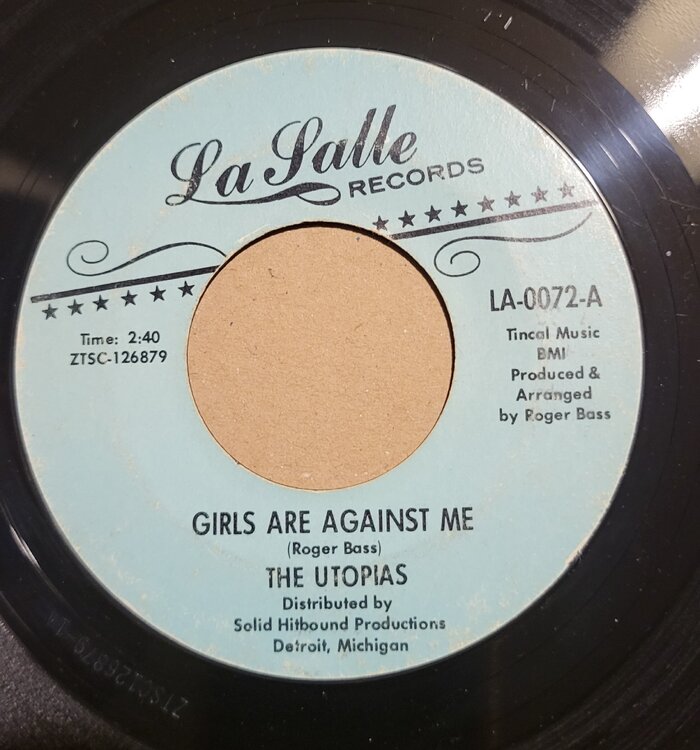 La Salle
RECORDS
LA-0072-A
Time: 2:40
ZTSC-126879
Tincal Music
BMI
Produced &
Arranged
by Roger Bass
GIRLS ARE AGAINST ME
(Roger Bass)
THE UTOPIAS
Distributed by
Solid Hitbound Productions
Detroit, Michigan